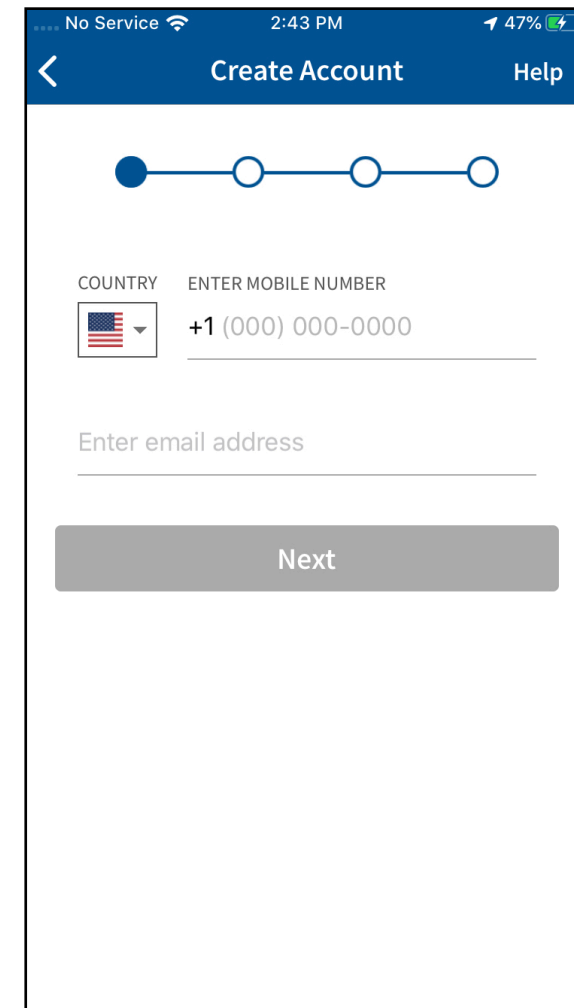 No Service 2:43 PM 47%
Create Account Help
COUNTRY ENTER MOBILE NUMBER
+1 (000) 000-0000
Enter email address
Next